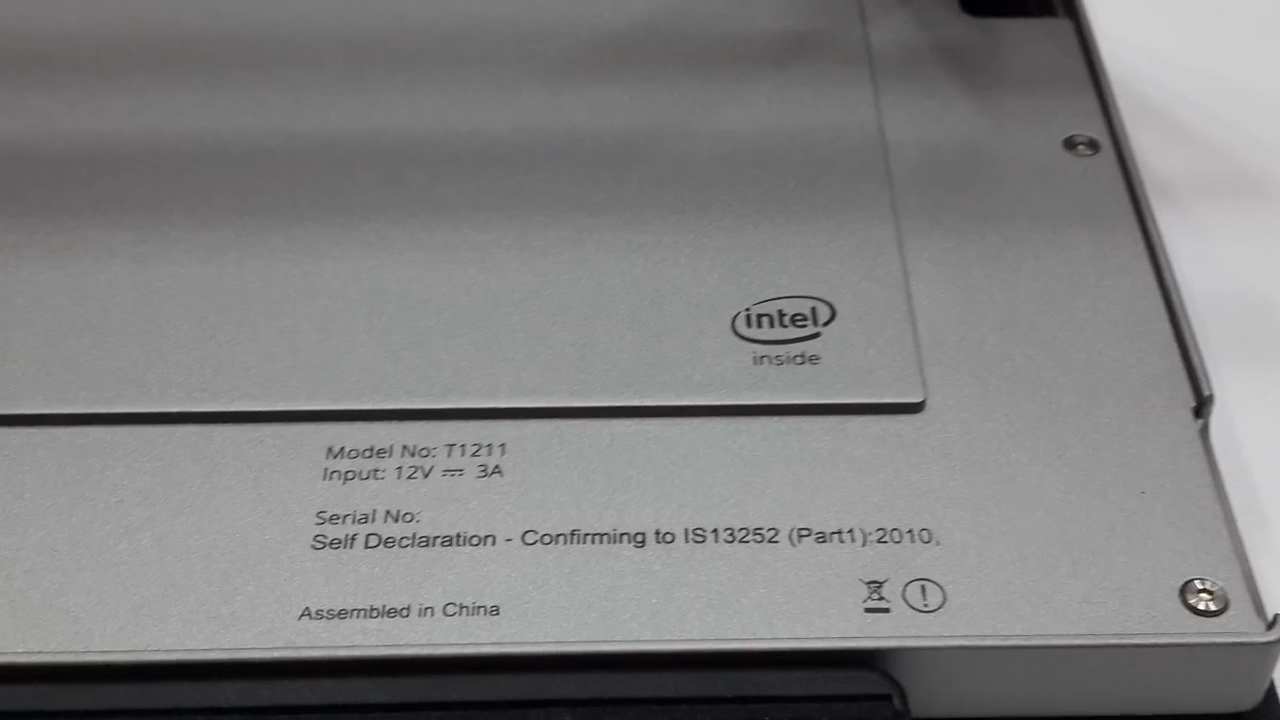 intel
inside
Model No: T1211
Input: 12V ⎓ 3A
Serial No:
Self Declaration - Confirming to IS13252 (Part1):2010,
Assembled in China